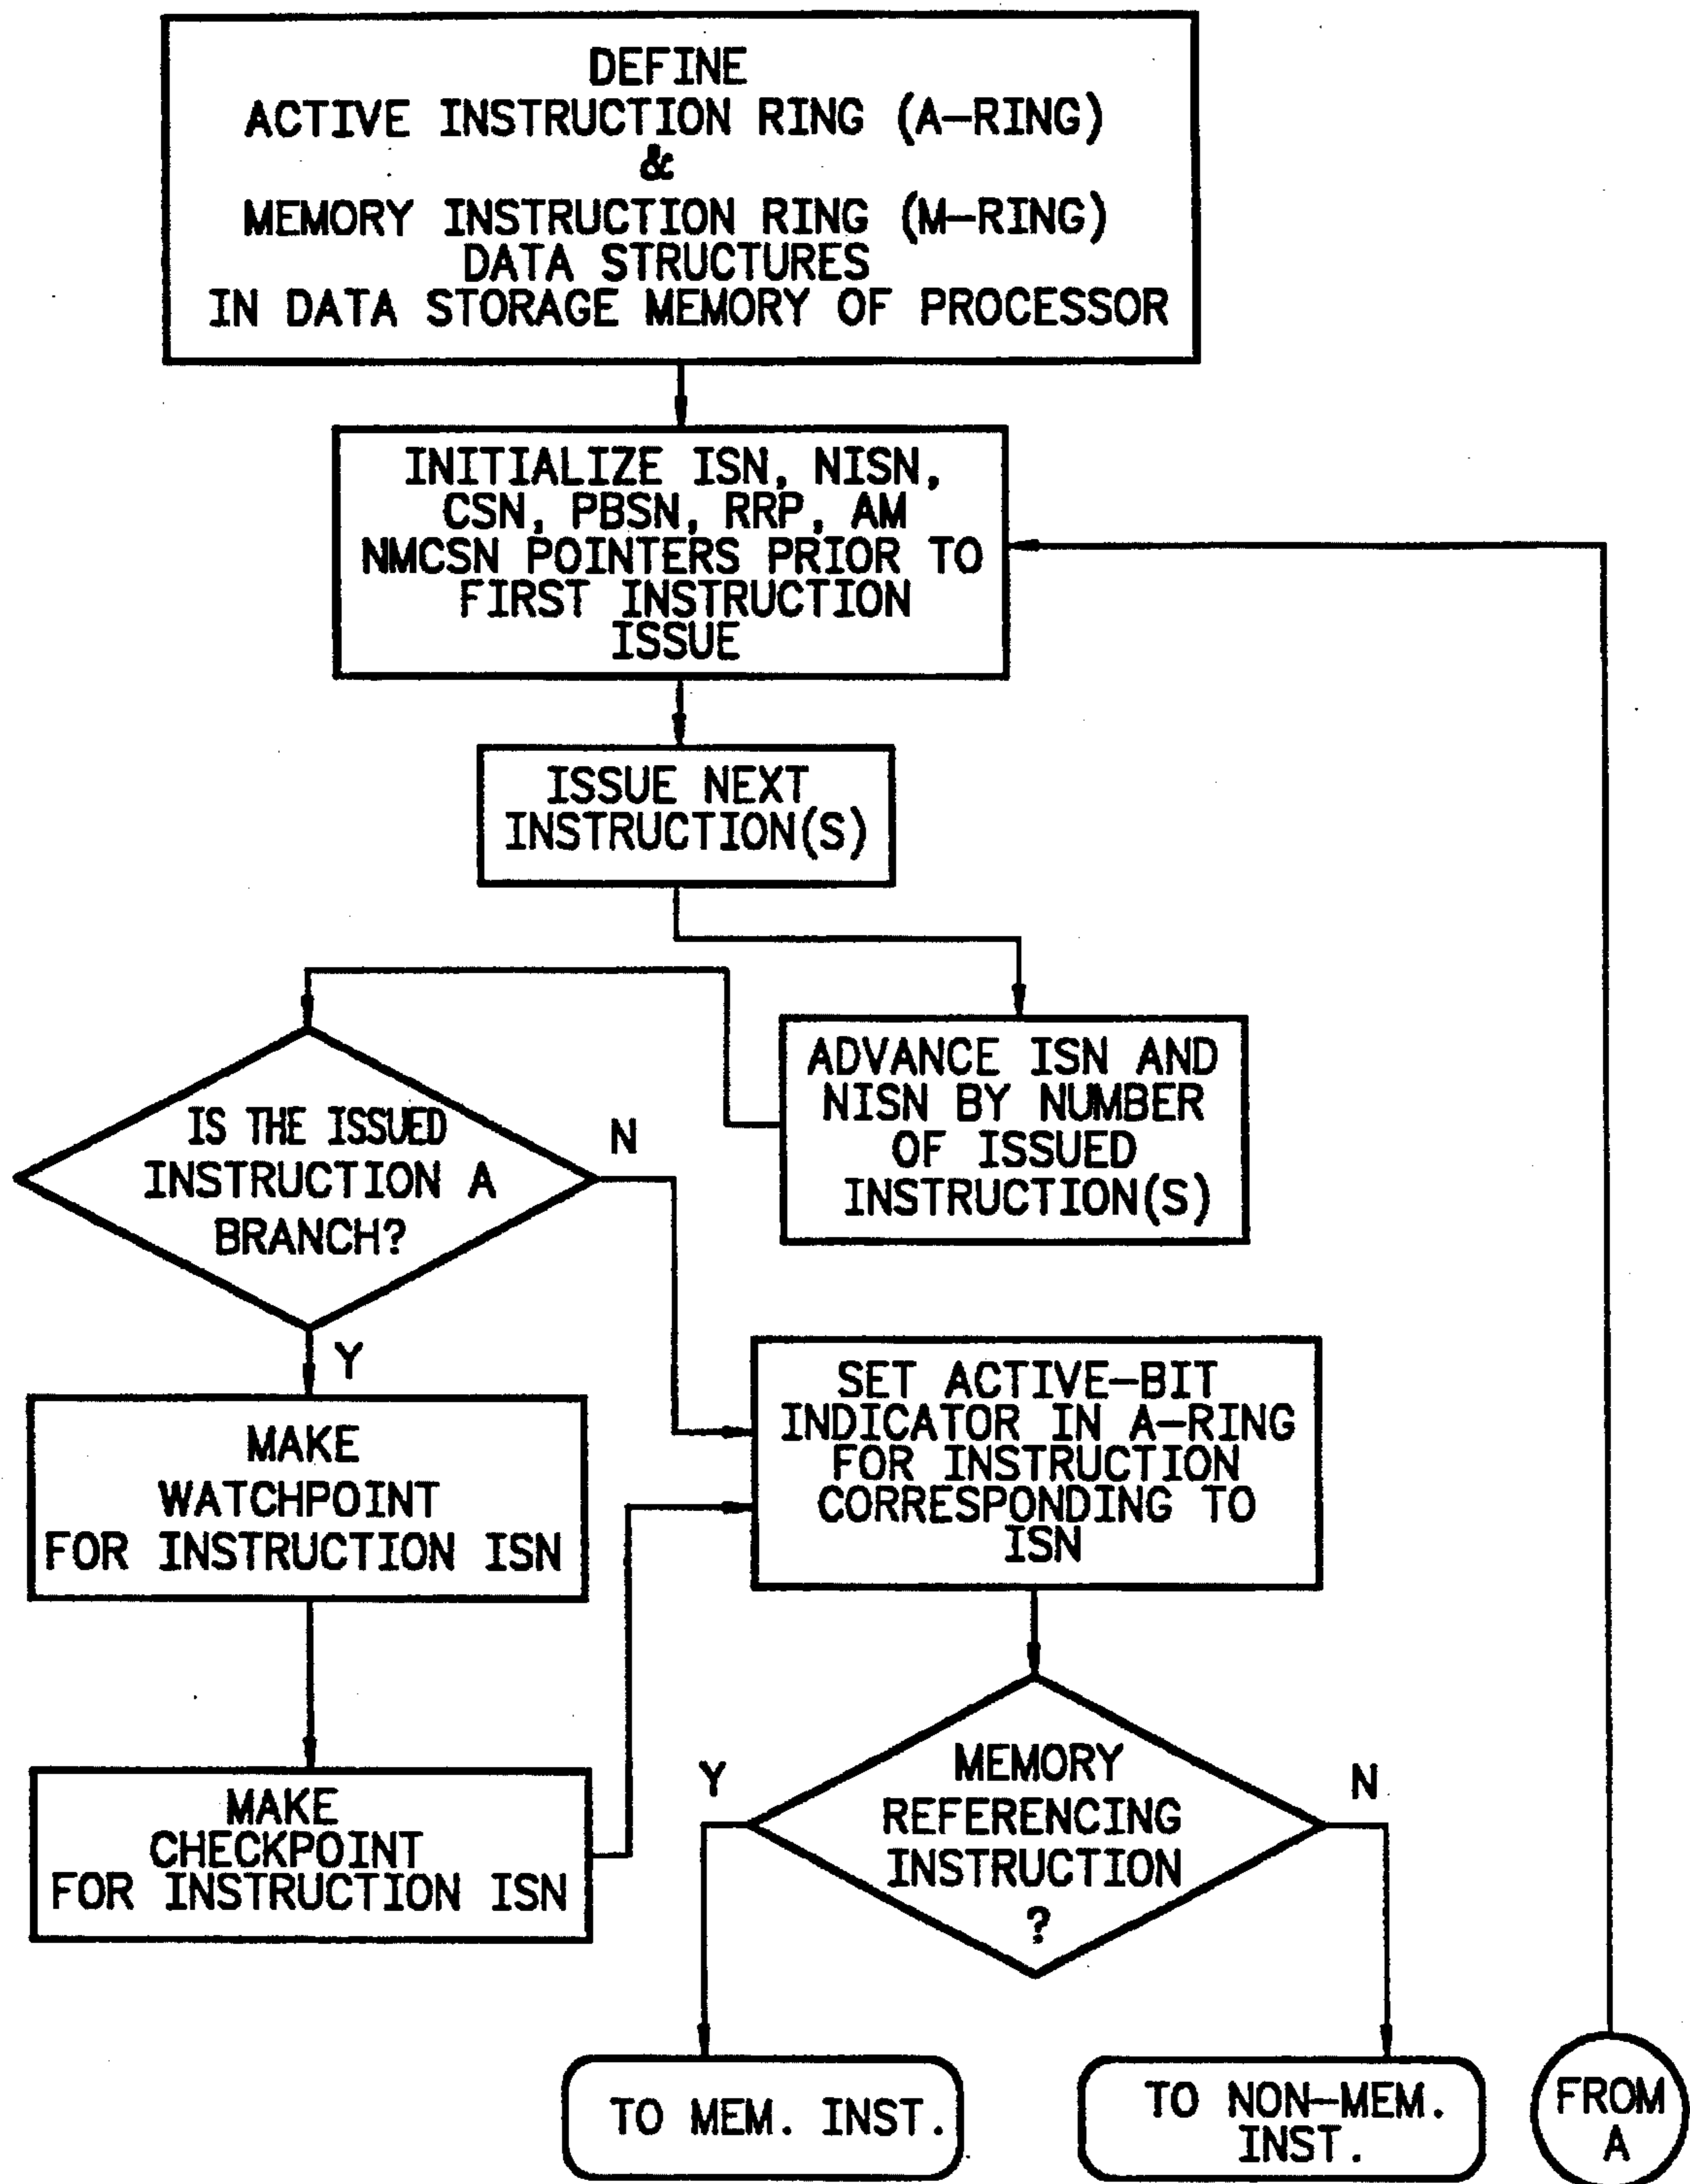 DEFINE
ACTIVE INSTRUCTION RING (A-RING)
&
MEMORY INSTRUCTION RING (M-RING)
DATA STRUCTURES
IN DATA STORAGE MEMORY OF PROCESSOR
INITIALIZE ISN, NISN,
CSN, PBSN, RRP, AM
NMCSN POINTERS PRIOR TO
FIRST INSTRUCTION
ISSUE
ISSUE NEXT
INSTRUCTION(S)
ADVANCE ISN AND
NISN BY NUMBER
OF ISSUED
INSTRUCTION(S)
IS THE ISSUED
INSTRUCTION A
BRANCH?
N
Y
MAKE
WATCHPOINT
FOR INSTRUCTION ISN
MAKE
CHECKPOINT
FOR INSTRUCTION ISN
SET ACTIVE-BIT
INDICATOR IN A-RING
FOR INSTRUCTION
CORRESPONDING TO
ISN
MEMORY
REFERENCING
INSTRUCTION
?
Y
N
TO MEM. INST.
TO NON-MEM.
INST.
FROM
A